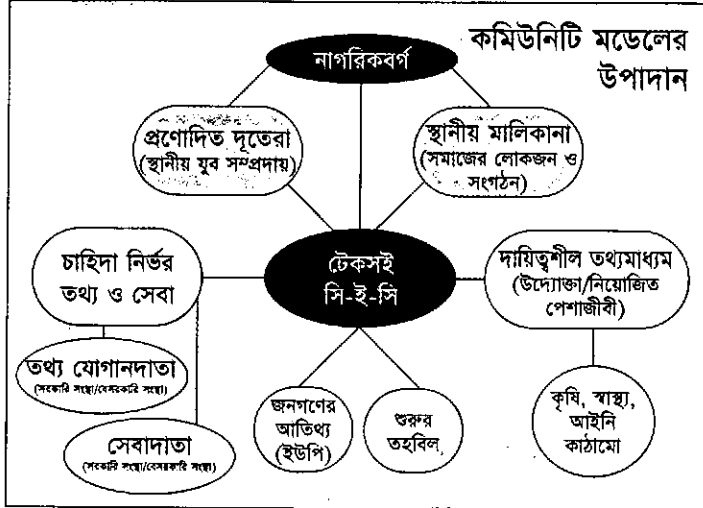 কমিউনিটি মডেলের
উপাদান
নাগরিকবর্গ
প্রণোদিত দূতেরা
(স্থানীয় যুব সম্প্রদায়)
স্থানীয় মালিকানা
(সমাজের লোকজন ও
সংগঠন)
চাহিদা নির্ভর
তথ্য ও সেবা
টেকসই
সি-ই-সি
দায়িত্বশীল তথ্যমাধ্যম
(উদ্যোক্তা/নিয়োজিত
পেশাজীবী)
তথ্য যোগানদাতা
(সরকারি সংস্থা/বেসরকারি সংস্থা)
সেবাদাতা
(সরকারি সংস্থা/বেসরকারি সংস্থা)
জনগণের
আতিথ্য
(ইউপি)
শুরুর
তহবিল
কৃষি, স্বাস্থ্য,
আইনি
কাঠামো